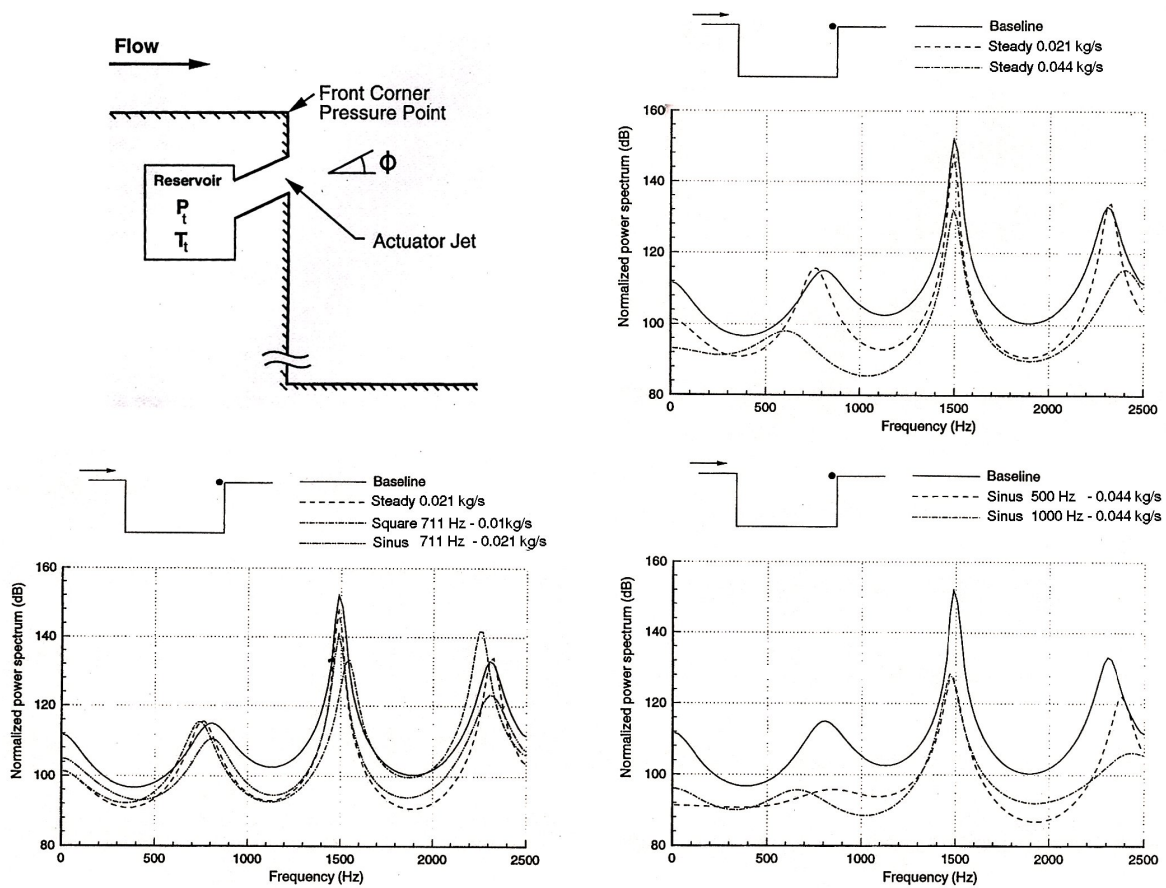 Flow
Front Corner
Pressure Point
Φ
Reservoir
Pt
Tt
Actuator Jet
Baseline
Steady 0.021 kg/s
Steady 0.044 kg/s
Normalized power spectrum (dB)
160
140
120
100
80
0
500
1000
1500
2000
2500
Frequency (Hz)
Baseline
Steady 0.021 kg/s
Square 711 Hz - 0.01kg/s
Sinus 711 Hz - 0.021 kg/s
Normalized power spectrum (dB)
160
140
120
100
80
0
500
1000
1500
2000
2500
Frequency (Hz)
Baseline
Sinus 500 Hz - 0.044 kg/s
Sinus 1000 Hz - 0.044 kg/s
Normalized power spectrum (dB)
160
140
120
100
80
0
500
1000
1500
2000
2500
Frequency (Hz)